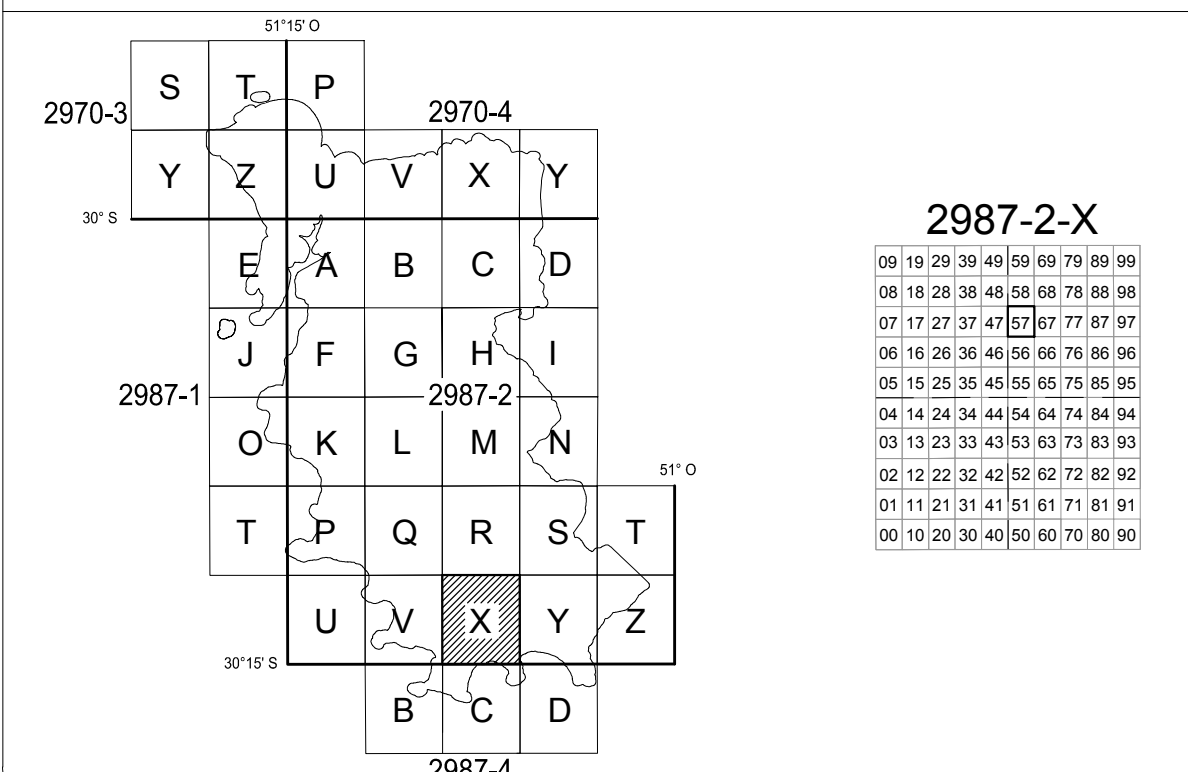 51°15' O
S T P
2970-3
2970-4
Y Z U V X Y
30° S
E A B C D
J F G H I
2987-1
2987-2
O K L M N
51° O
T P Q R S T
U V X Y Z
30°15' S
B C D
2987-4
2987-2-X
09 19 29 39 49 59 69 79 89 99
08 18 28 38 48 58 68 78 88 98
07 17 27 37 47 57 67 77 87 97
06 16 26 36 46 56 66 76 86 96
05 15 25 35 45 55 65 75 85 95
04 14 24 34 44 54 64 74 84 94
03 13 23 33 43 53 63 73 83 93
02 12 22 32 42 52 62 72 82 92
01 11 21 31 41 51 61 71 81 91
00 10 20 30 40 50 60 70 80 90